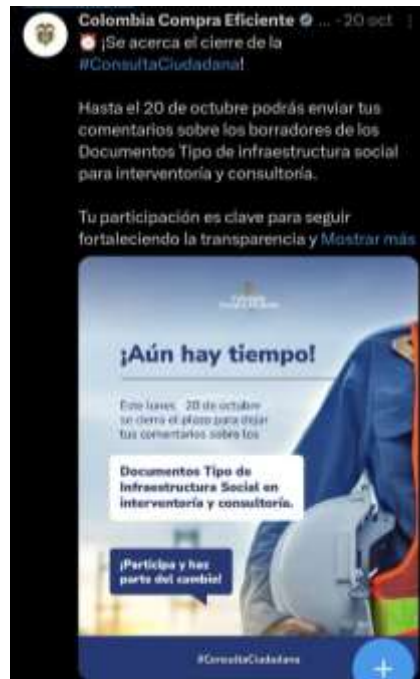 Colombia Compra Eficiente ... · 20 oct
⏰ ¡Se acerca el cierre de la
#ConsultaCiudadana!
Hasta el 20 de octubre podrás enviar tus
comentarios sobre los borradores de los
Documentos Tipo de infraestructura social
para interventoría y consultoría.
Tu participación es clave para seguir
fortaleciendo la transparencia y Mostrar más
¡Aún hay tiempo!
Este lunes 20 de octubre
se cierra el plazo para dejar
tus comentarios sobre los
Documentos Tipo de
Infraestructura Social en
interventoría y consultoría.
¡Participa y haz
parte del cambio!
#ConsultaCiudadana